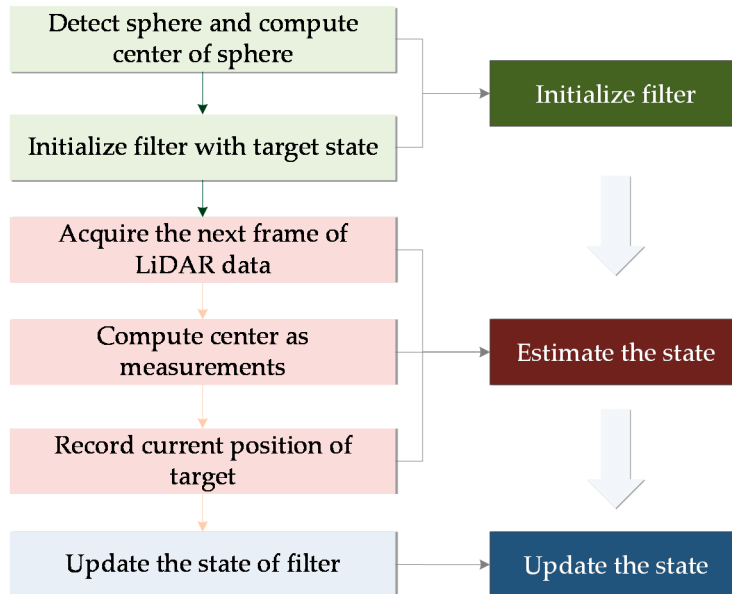 Detect sphere and compute
center of sphere
Initialize filter
Initialize filter with target state
Acquire the next frame of
LiDAR data
Compute center as
measurements
Estimate the state
Record current position of
target
Update the state of filter
Update the state